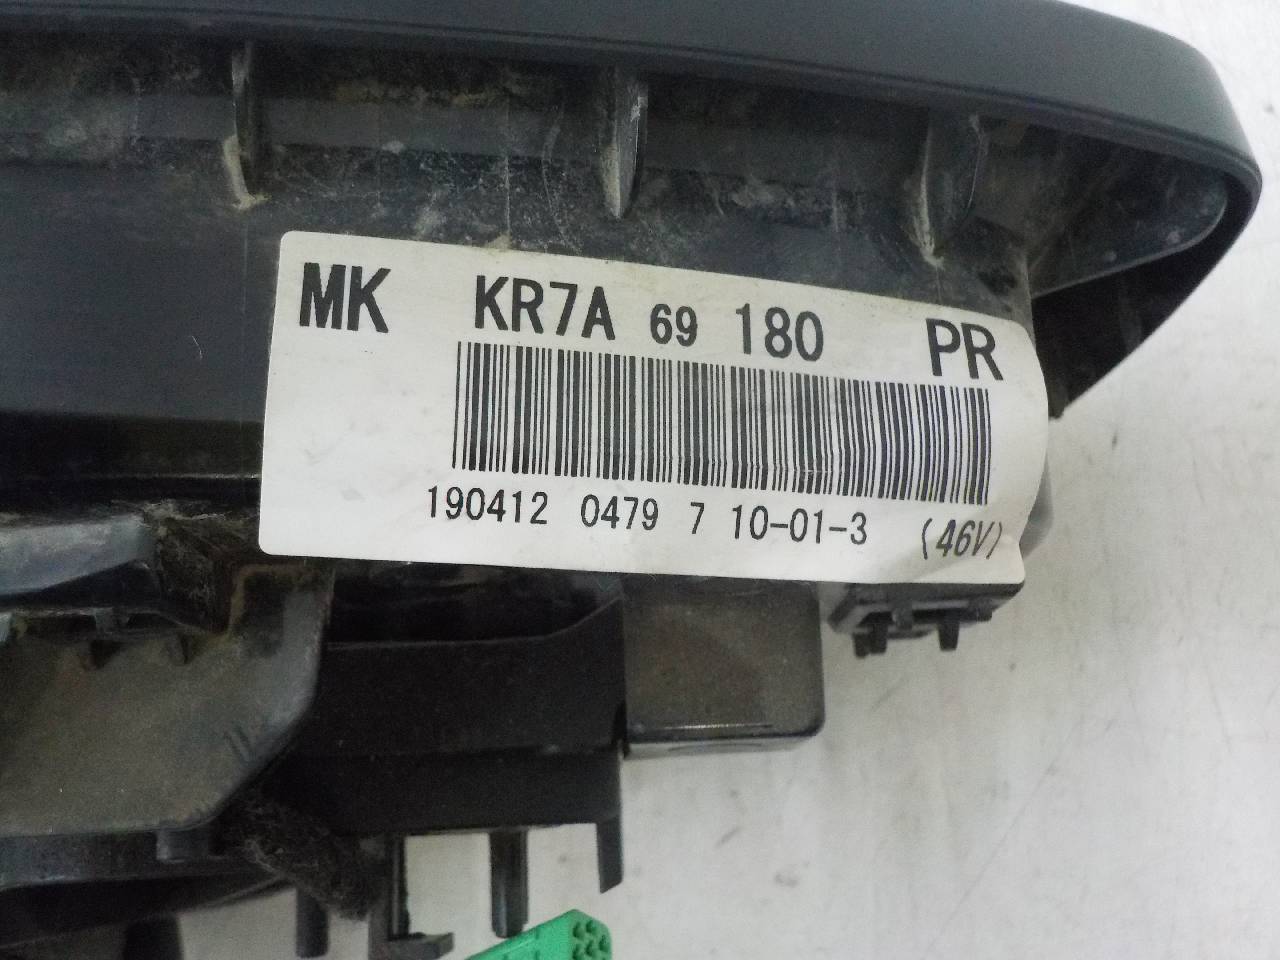 MK KR7A 69 180 PR
190412 0479 7 10-01-3 (46V)